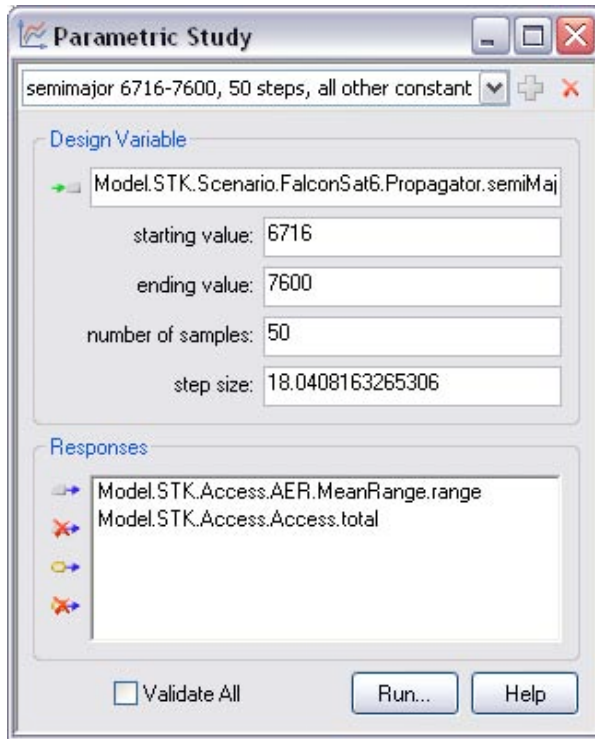 Parametric Study
semimajor 6716-7600, 50 steps, all other constant
Design Variable
Model.STK.Scenario.FalconSat6.Propagator.semiMaj
starting value: 6716
ending value: 7600
number of samples: 50
step size: 18.0408163265306
Responses
Model.STK.Access.AER.MeanRange.range
Model.STK.Access.Access.total
Validate All Run... Help